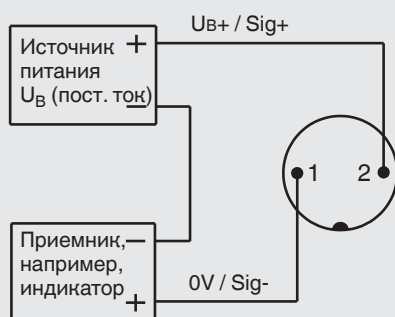 UB+ / Sig+
Источник +
питания
UB (пост. ток)
–
1 2
Приемник, –
например,
индикатор
+
0V / Sig-